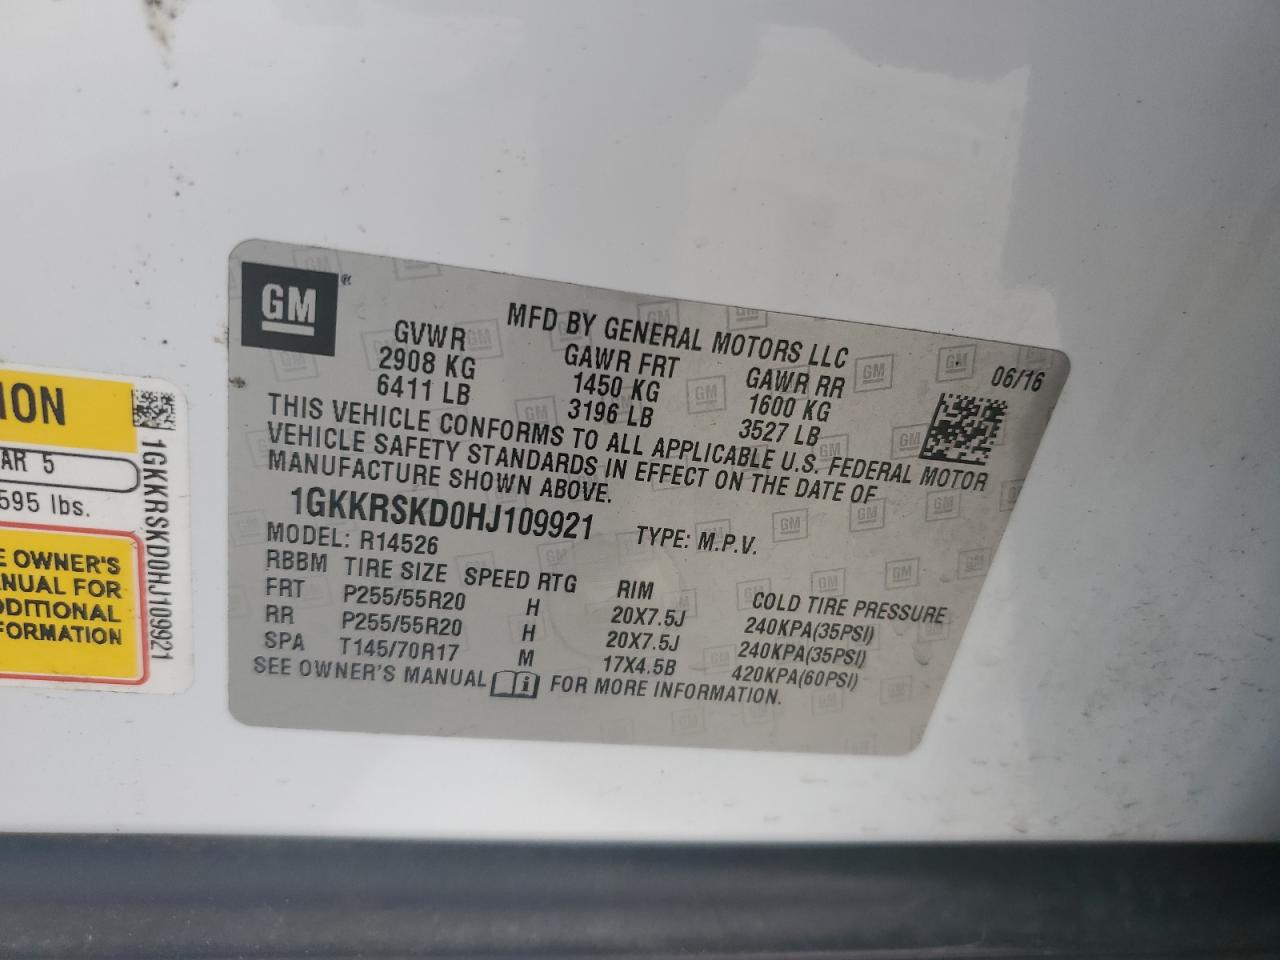 GM
MFD BY GENERAL MOTORS LLC 06/16
GVWR GAWR FRT GAWR RR
2908 KG 1450 KG 1600 KG
6411 LB 3196 LB 3527 LB
THIS VEHICLE CONFORMS TO ALL APPLICABLE U.S. FEDERAL MOTOR
VEHICLE SAFETY STANDARDS IN EFFECT ON THE DATE OF
MANUFACTURE SHOWN ABOVE.
1GKKRSKD0HJ109921 TYPE: M.P.V.
MODEL: R14526
RBBM TIRE SIZE SPEED RTG RIM COLD TIRE PRESSURE
FRT P255/55R20 H 20X7.5J 240KPA(35PSI)
RR P255/55R20 H 20X7.5J 240KPA(35PSI)
SPA T145/70R17 M 17X4.5B 420KPA(60PSI)
SEE OWNER'S MANUAL FOR MORE INFORMATION.
ION
AR 5
595 lbs.
E OWNER'S
NUAL FOR
DDITIONAL
FORMATION
1GKKRSKD0HJ109921